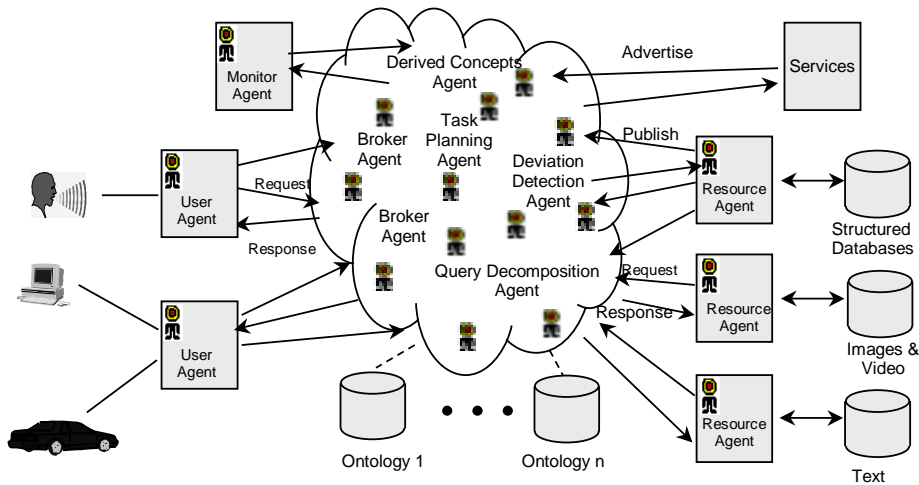 Monitor
Agent
Derived Concepts
Agent
Advertise
Services
Task
Planning
Agent
Broker
Agent
Publish
Deviation
Detection
Agent
User
Agent
Request
Response
Resource
Agent
Structured
Databases
Broker
Agent
Query Decomposition
Agent
Request
Response
Resource
Agent
Images &
Video
User
Agent
Resource
Agent
Text
Ontology 1
Ontology n